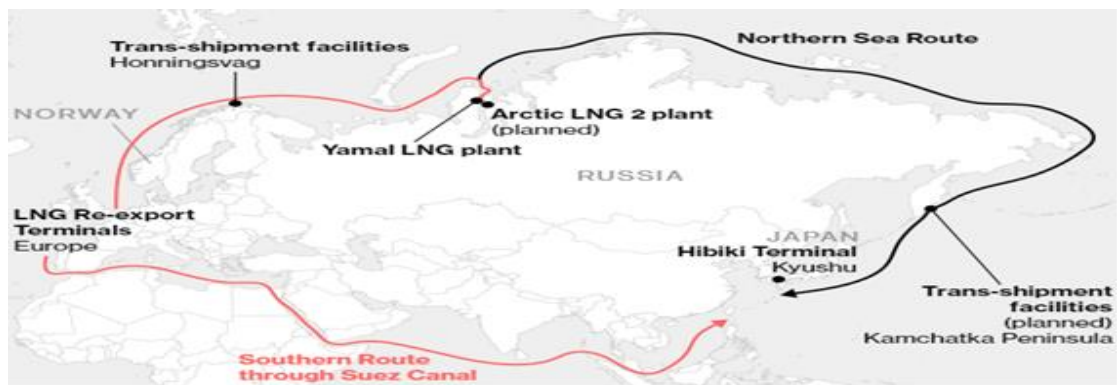 Northern Sea Route
Trans-shipment facilities
Honningsvag
NORWAY
Arctic LNG 2 plant
(planned)
Yamal LNG plant
RUSSIA
LNG Re-export
Terminals
Europe
JAPAN
Hibiki Terminal
Kyushu
Trans-shipment
facilities
(planned)
Kamchatka Peninsula
Southern Route
through Suez Canal